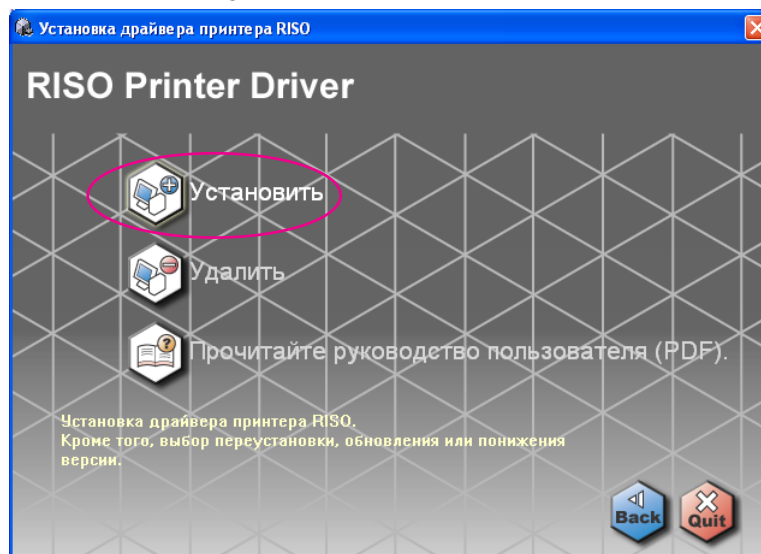 Установка драйвера принтера RISO
RISO Printer Driver
Установить
Удалить
Прочитайте руководство пользователя (PDF).
Установка драйвера принтера RISO.
Кроме того, выбор переустановки, обновления или понижения
версии.
Back
Quit